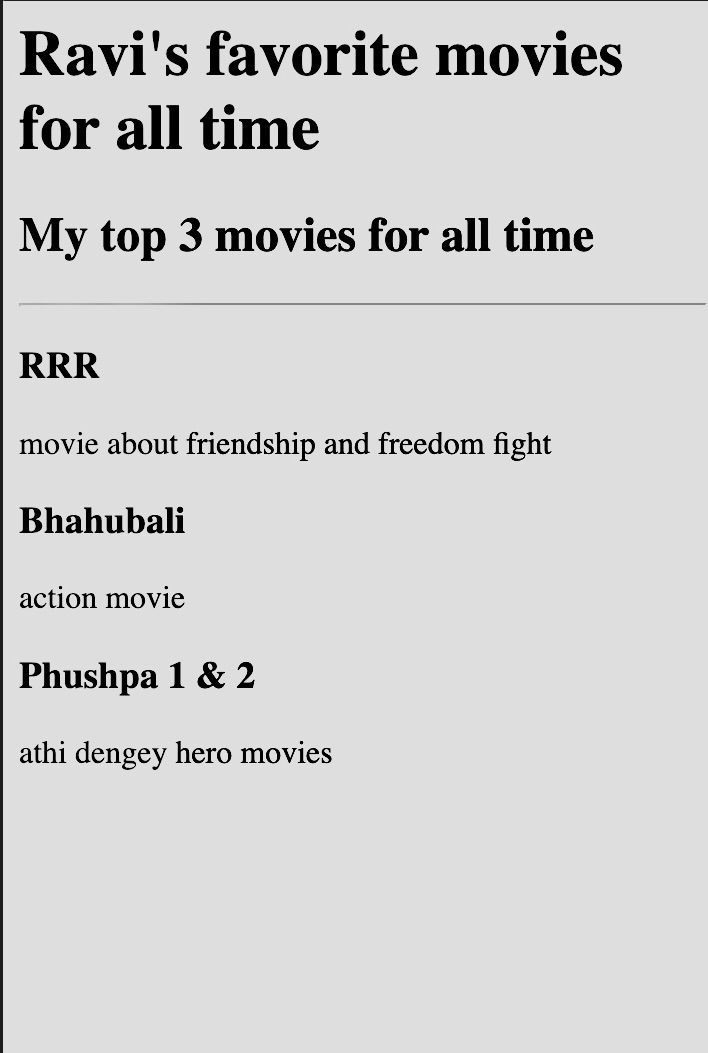 Ravi's favorite movies
for all time
My top 3 movies for all time
RRR
movie about friendship and freedom fight
Bhahubali
action movie
Phushpa 1 & 2
athi dengey hero movies